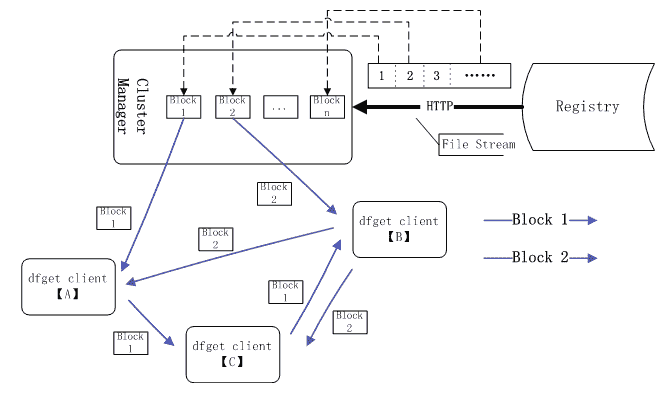 1 2 3 ……
Cluster
Manager
Block
1
Block
2
...
Block
n
HTTP
Registry
File Stream
Block
2
Block
1
dfget client
【B】
Block 1
Block
2
Block 2
dfget client
【A】
Block
1
Block
2
Block
1
dfget client
【C】